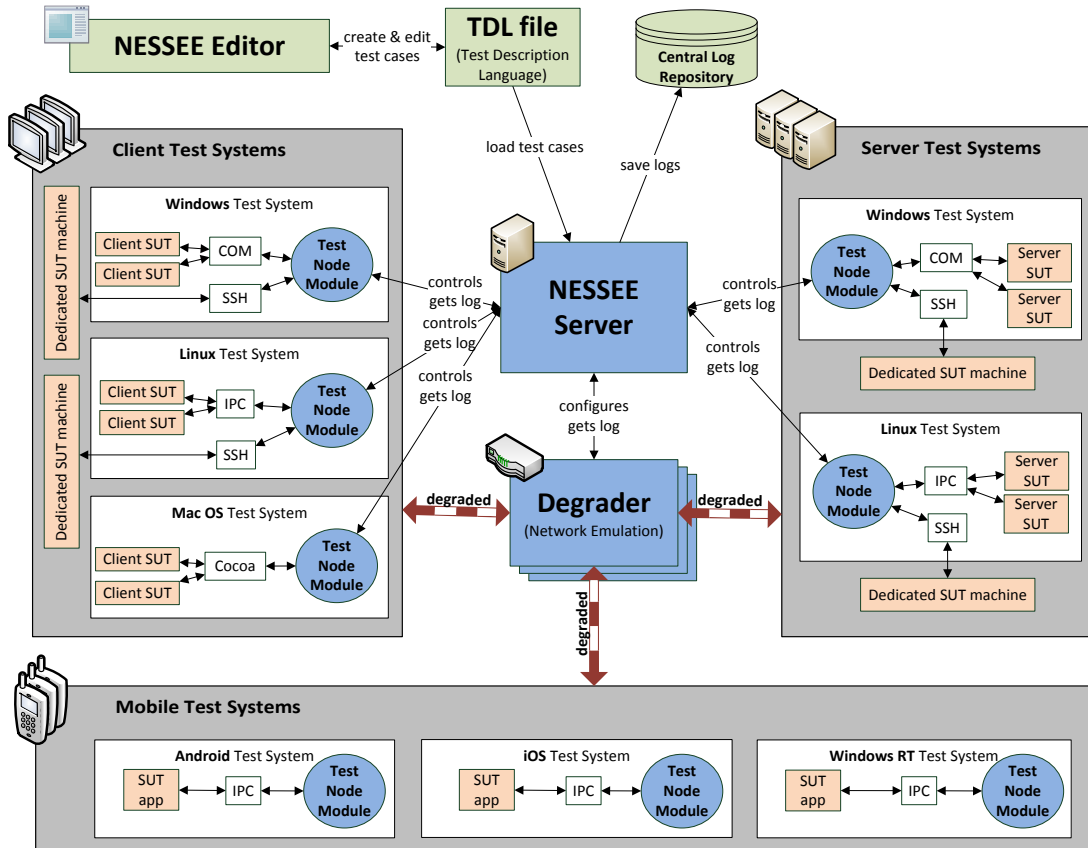 NESSEE Editor
create & edit
test cases
TDL file
(Test Description
Language)
Central Log
Repository
load test cases
save logs
Client Test Systems
Dedicated SUT machine
Dedicated SUT machine
Windows Test System
Client SUT
Client SUT
COM
SSH
Test
Node
Module
Linux Test System
Client SUT
Client SUT
IPC
SSH
Test
Node
Module
Mac OS Test System
Client SUT
Client SUT
Cocoa
Test
Node
Module
controls
gets log
controls
gets log
controls
gets log
NESSEE
Server
configures
gets log
Degrader
(Network Emulation)
degraded
degraded
degraded
controls
gets log
controls
gets log
Server Test Systems
Windows Test System
Test
Node
Module
COM
SSH
Server
SUT
Server
SUT
Dedicated SUT machine
Linux Test System
Test
Node
Module
IPC
SSH
Server
SUT
Server
SUT
Dedicated SUT machine
Mobile Test Systems
Android Test System
SUT
app
IPC
Test
Node
Module
iOS Test System
SUT
app
IPC
Test
Node
Module
Windows RT Test System
SUT
app
IPC
Test
Node
Module